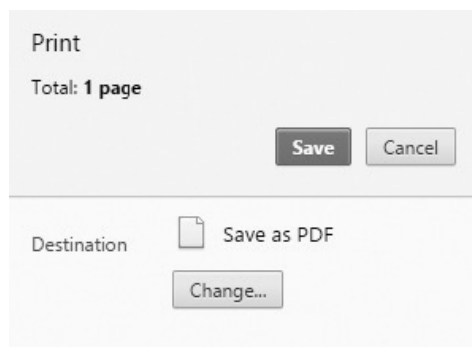 Print
Total: 1 page
Save Cancel
Destination Save as PDF
Change...